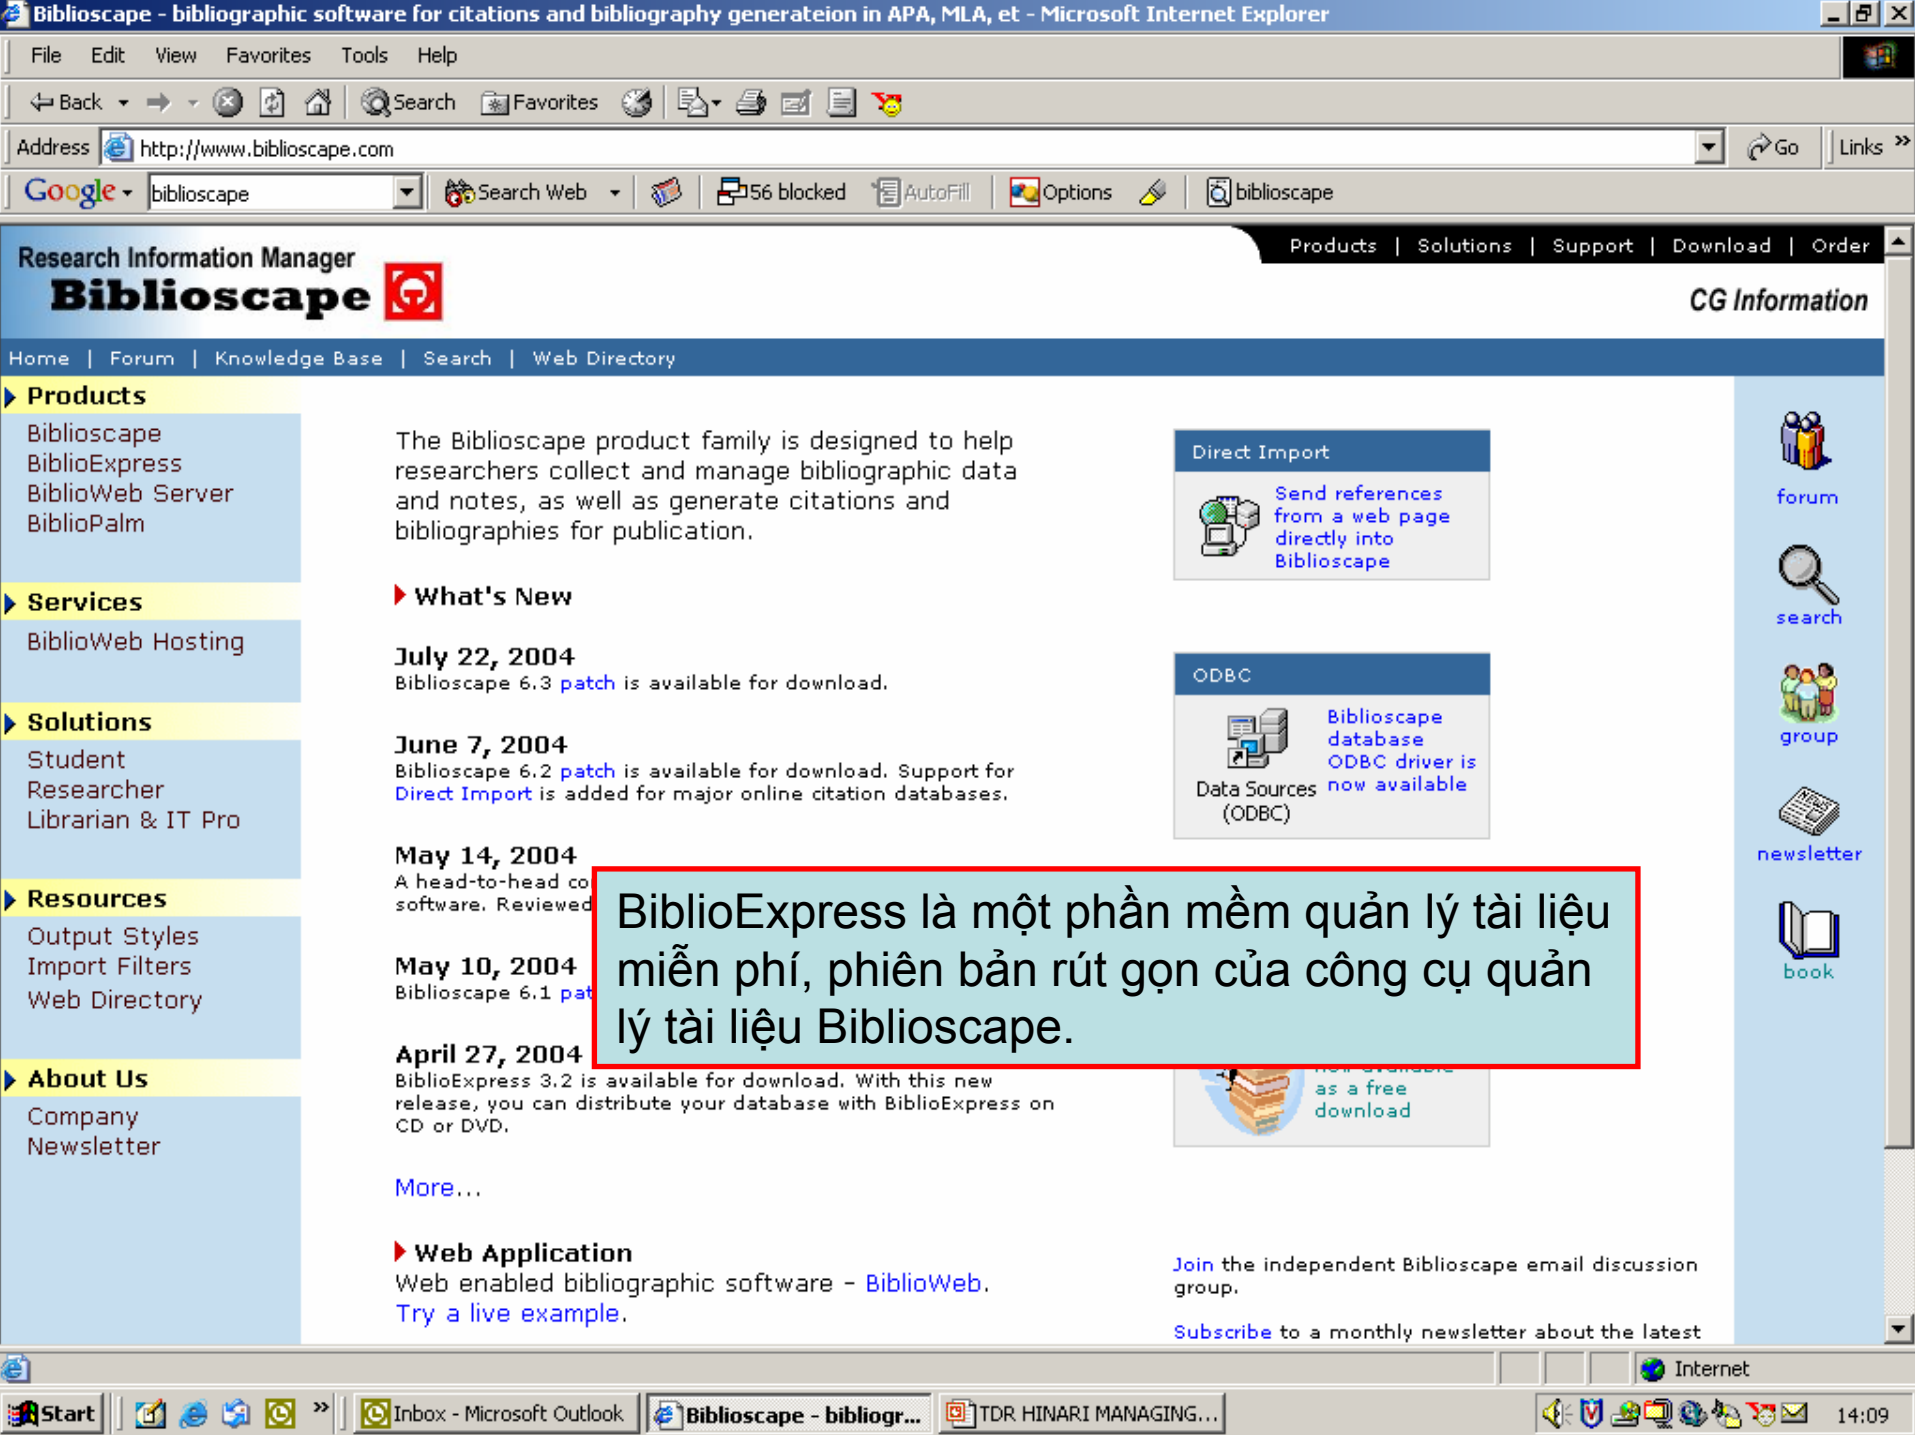 Biblioscape - bibliographic software for citations and bibliography generateion in APA, MLA, et - Microsoft Internet Explorer
File Edit View Favorites Tools Help
Back Search Favorites
Address http://www.biblioscape.com Go Links »
Google biblioscape Search Web 56 blocked AutoFill Options biblioscape
Products | Solutions | Support | Download | Order
Research Information Manager
Biblioscape
CG Information
Home | Forum | Knowledge Base | Search | Web Directory
Products
Biblioscape
BiblioExpress
BiblioWeb Server
BiblioPalm
Services
BiblioWeb Hosting
Solutions
Student
Researcher
Librarian & IT Pro
Resources
Output Styles
Import Filters
Web Directory
About Us
Company
Newsletter
The Biblioscape product family is designed to help
researchers collect and manage bibliographic data
and notes, as well as generate citations and
bibliographies for publication.
What's New
July 22, 2004
Biblioscape 6.3 patch is available for download.
June 7, 2004
Biblioscape 6.2 patch is available for download. Support for
Direct Import is added for major online citation databases.
May 14, 2004
A head-to-head
software. Reviewed
May 10, 2004
Biblioscape 6.1
April 27, 2004
BiblioExpress 3.2 is available for download. With this new
release, you can distribute your database with BiblioExpress on
CD or DVD.
More...
Web Application
Web enabled bibliographic software - BiblioWeb.
Try a live example.
BiblioExpress là một phần mềm quản lý tài liệu
miễn phí, phiên bản rút gọn của công cụ quản
lý tài liệu Biblioscape.
Direct Import
Send references
from a web page
directly into
Biblioscape
ODBC
Biblioscape
database
ODBC driver is
now available
Data Sources
(ODBC)
as a free
download
Join the independent Biblioscape email discussion
group.
Subscribe to a monthly newsletter about the latest
forum
search
group
newsletter
book
Internet
Start » Inbox - Microsoft Outlook Biblioscape - bibliogr... TDR HINARI MANAGING... 14:09